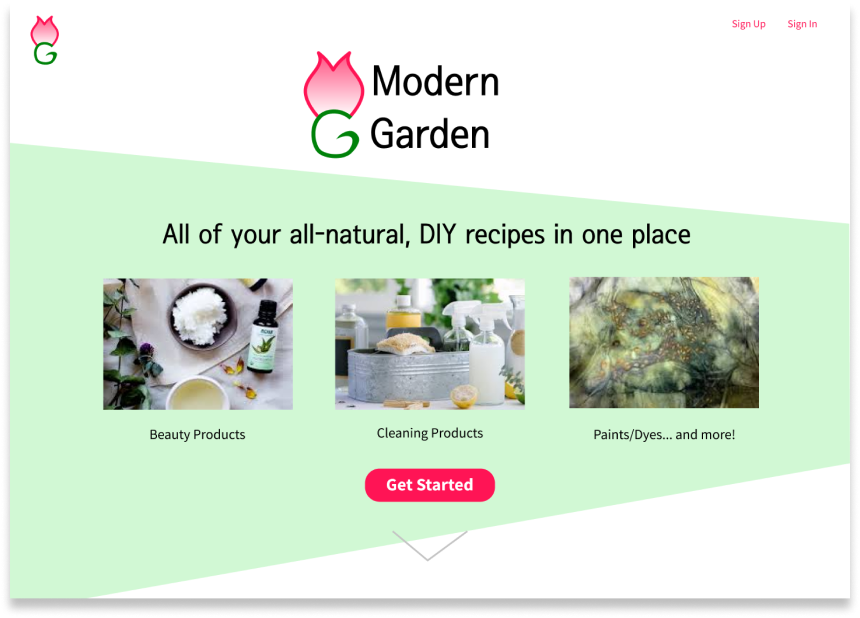 Sign Up Sign In
G
Modern
G Garden
All of your all-natural, DIY recipes in one place
Beauty Products
Cleaning Products
Paints/Dyes... and more!
Get Started